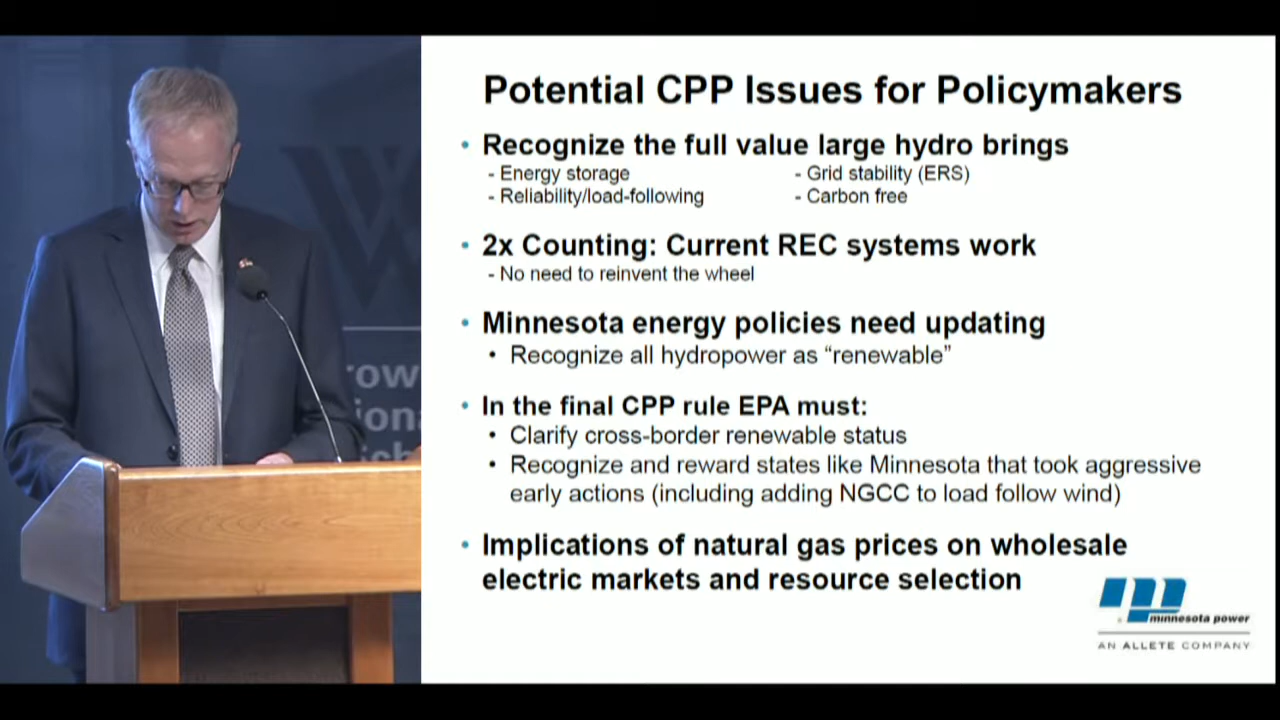 Potential CPP Issues for Policymakers
• Recognize the full value large hydro brings
- Energy storage - Grid stability (ERS)
- Reliability/load-following - Carbon free
• 2x Counting: Current REC systems work
- No need to reinvent the wheel
• Minnesota energy policies need updating
• Recognize all hydropower as “renewable”
• In the final CPP rule EPA must:
• Clarify cross-border renewable status
• Recognize and reward states like Minnesota that took aggressive
early actions (including adding NGCC to load follow wind)
• Implications of natural gas prices on wholesale
electric markets and resource selection
mp
minnesota power
AN ALLETE COMPANY